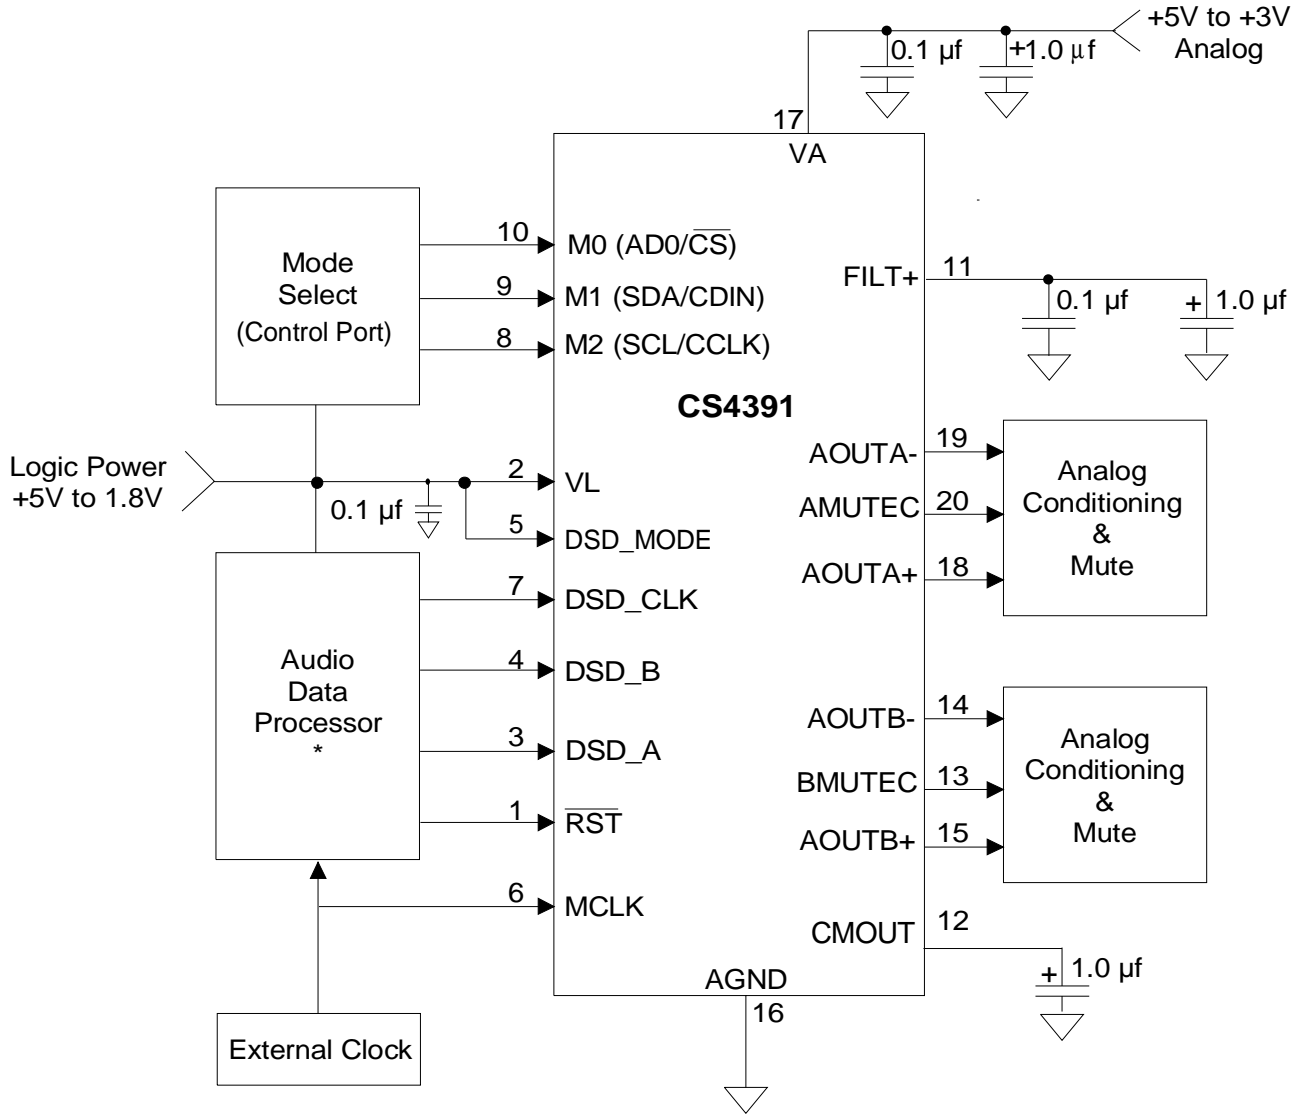 +5V to +3V
Analog
0.1 µf
+
1.0 µf
17
VA
Mode
Select
(Control Port)
10
M0 (AD0/CS)
9
M1 (SDA/CDIN)
8
M2 (SCL/CCLK)
FILT+
11
0.1 µf
+
1.0 µf
CS4391
Logic Power
+5V to 1.8V
0.1 µf
2
VL
5
DSD_MODE
7
DSD_CLK
4
DSD_B
3
DSD_A
1
RST
6
MCLK
Audio
Data
Processor
*
External Clock
AOUTA-
19
AMUTEC
20
AOUTA+
18
Analog
Conditioning
&
Mute
AOUTB-
14
BMUTEC
13
AOUTB+
15
Analog
Conditioning
&
Mute
CMOUT
12
+
1.0 µf
AGND
16